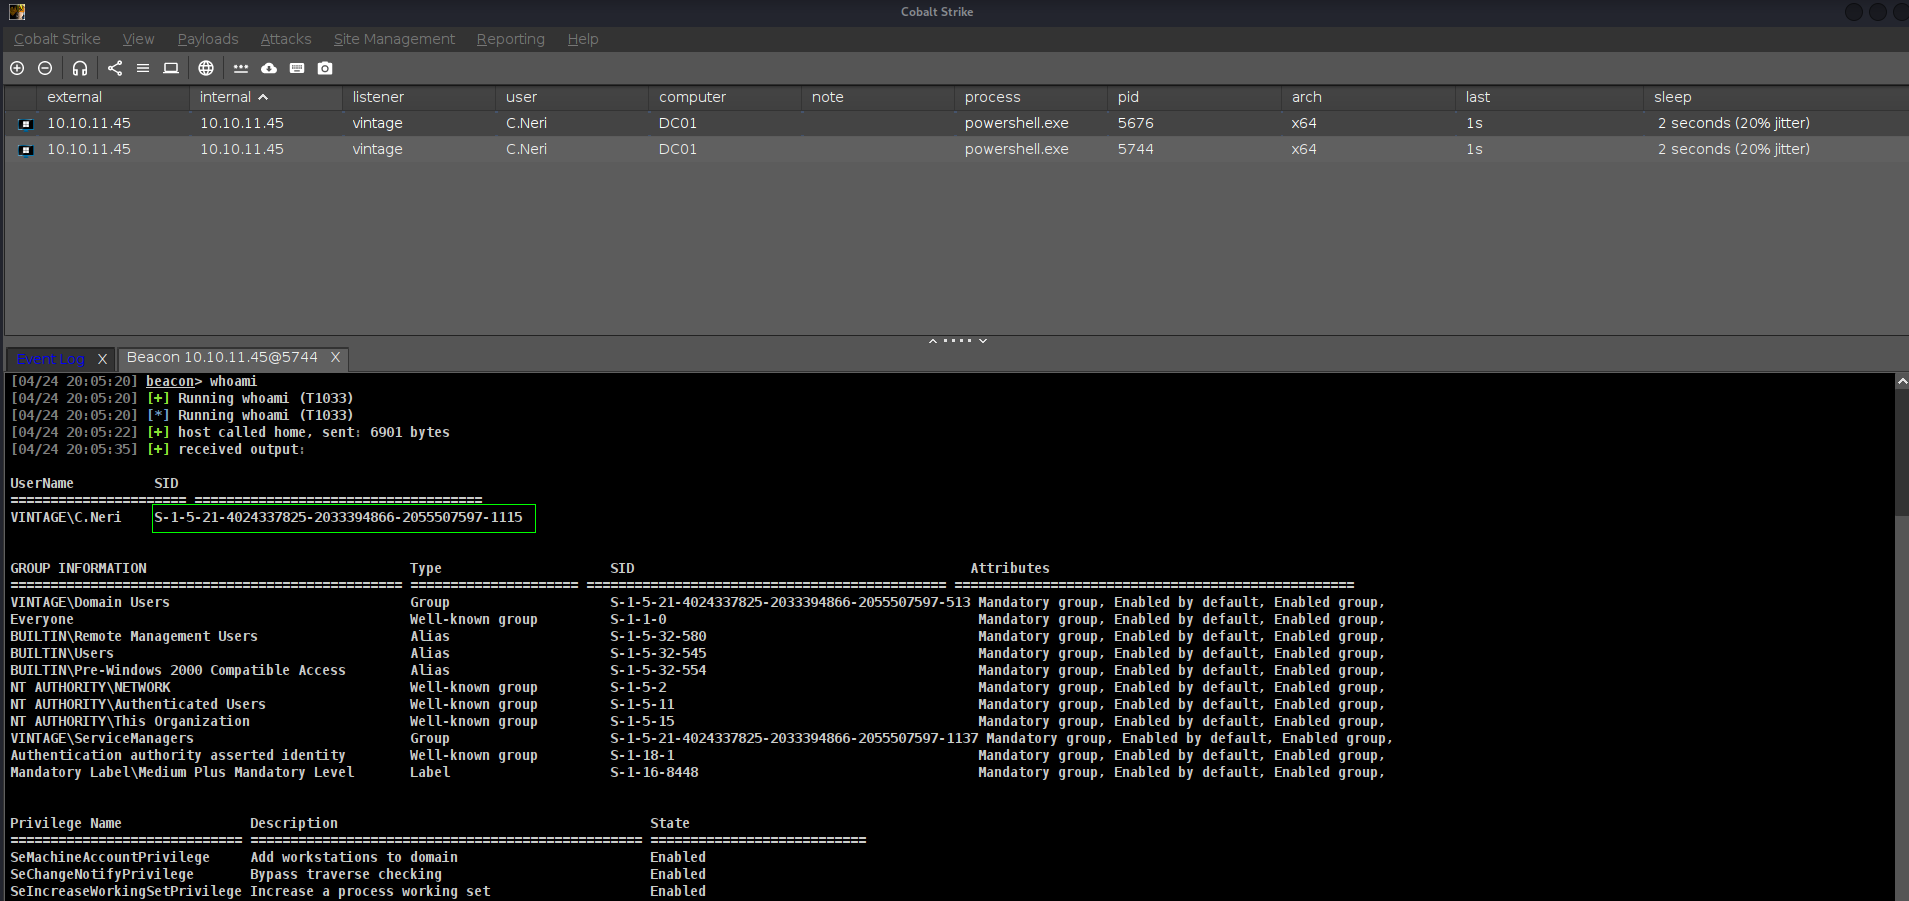 Cobalt Strike
Cobalt Strike View Payloads Attacks Site Management Reporting Help
external internal listener user computer note process pid arch last sleep
10.10.11.45 10.10.11.45 vintage C.Neri DC01 powershell.exe 5676 x64 1s 2 seconds (20% jitter)
10.10.11.45 10.10.11.45 vintage C.Neri DC01 powershell.exe 5744 x64 1s 2 seconds (20% jitter)
Event Log X Beacon 10.10.11.45@5744 X
[04/24 20:05:20] beacon> whoami
[04/24 20:05:20] [+] Running whoami (T1033)
[04/24 20:05:20] [*] Running whoami (T1033)
[04/24 20:05:22] [+] host called home, sent: 6901 bytes
[04/24 20:05:35] [+] received output:
UserName SID
====================== ====================================
VINTAGE\C.Neri S-1-5-21-4024337825-2033394866-2055507597-1115
GROUP INFORMATION Type SID Attributes
================================================= ===================== ============================================= ==================================================
VINTAGE\Domain Users Group S-1-5-21-4024337825-2033394866-2055507597-513 Mandatory group, Enabled by default, Enabled group,
Everyone Well-known group S-1-1-0 Mandatory group, Enabled by default, Enabled group,
BUILTIN\Remote Management Users Alias S-1-5-32-580 Mandatory group, Enabled by default, Enabled group,
BUILTIN\Users Alias S-1-5-32-545 Mandatory group, Enabled by default, Enabled group,
BUILTIN\Pre-Windows 2000 Compatible Access Alias S-1-5-32-554 Mandatory group, Enabled by default, Enabled group,
NT AUTHORITY\NETWORK Well-known group S-1-5-2 Mandatory group, Enabled by default, Enabled group,
NT AUTHORITY\Authenticated Users Well-known group S-1-5-11 Mandatory group, Enabled by default, Enabled group,
NT AUTHORITY\This Organization Well-known group S-1-5-15 Mandatory group, Enabled by default, Enabled group,
VINTAGE\ServiceManagers Group S-1-5-21-4024337825-2033394866-2055507597-1137 Mandatory group, Enabled by default, Enabled group,
Authentication authority asserted identity Well-known group S-1-18-1 Mandatory group, Enabled by default, Enabled group,
Mandatory Label\Medium Plus Mandatory Level Label S-1-16-8448 Mandatory group, Enabled by default, Enabled group,
Privilege Name Description State
============================= ================================================= ===========================
SeMachineAccountPrivilege Add workstations to domain Enabled
SeChangeNotifyPrivilege Bypass traverse checking Enabled
SeIncreaseWorkingSetPrivilege Increase a process working set Enabled